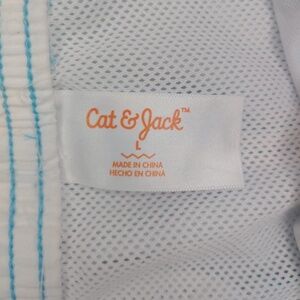 Cat & Jack™
L
MADE IN CHINA
HECHO EN CHINA